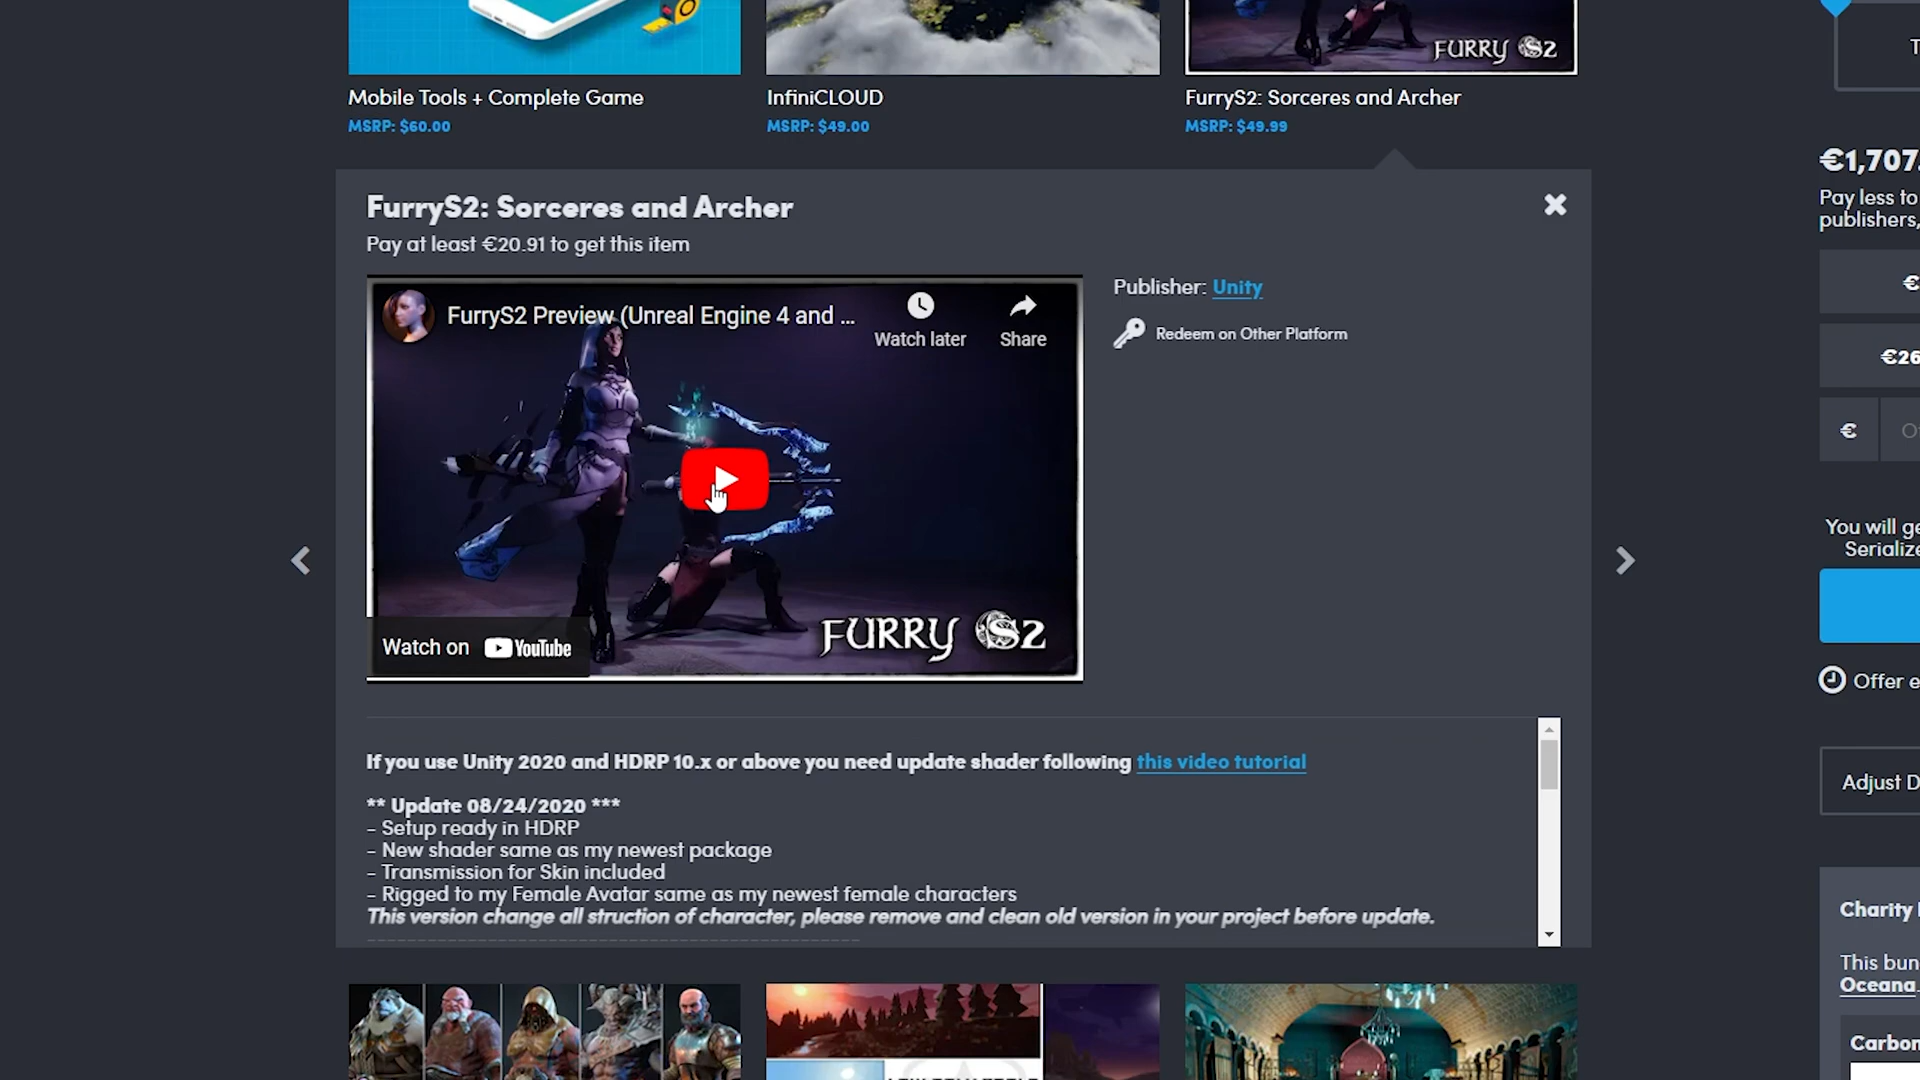 FURRY S2
Mobile Tools + Complete Game
MSRP: $60.00
InfiniCLOUD
MSRP: $49.00
FurryS2: Sorceres and Archer
MSRP: $49.99
FurryS2: Sorceres and Archer
Pay at least €20.91 to get this item
FurryS2 Preview (Unreal Engine 4 and ...
Watch later
Share
FURRY S2
Watch on YouTube
Publisher: Unity
Redeem on Other Platform
If you use Unity 2020 and HDRP 10.x or above you need update shader following this video tutorial
** Update 08/24/2020 ***
- Setup ready in HDRP
- New shader same as my newest package
- Transmission for Skin included
- Rigged to my Female Avatar same as my newest female characters
This version change all struction of character, please remove and clean old version in your project before update.
€1,707.
Pay less to
publishers,
€
€26
€
You will ge
Serialize
Offer e
Adjust D
Charity
This bun
Oceana.
Carbon